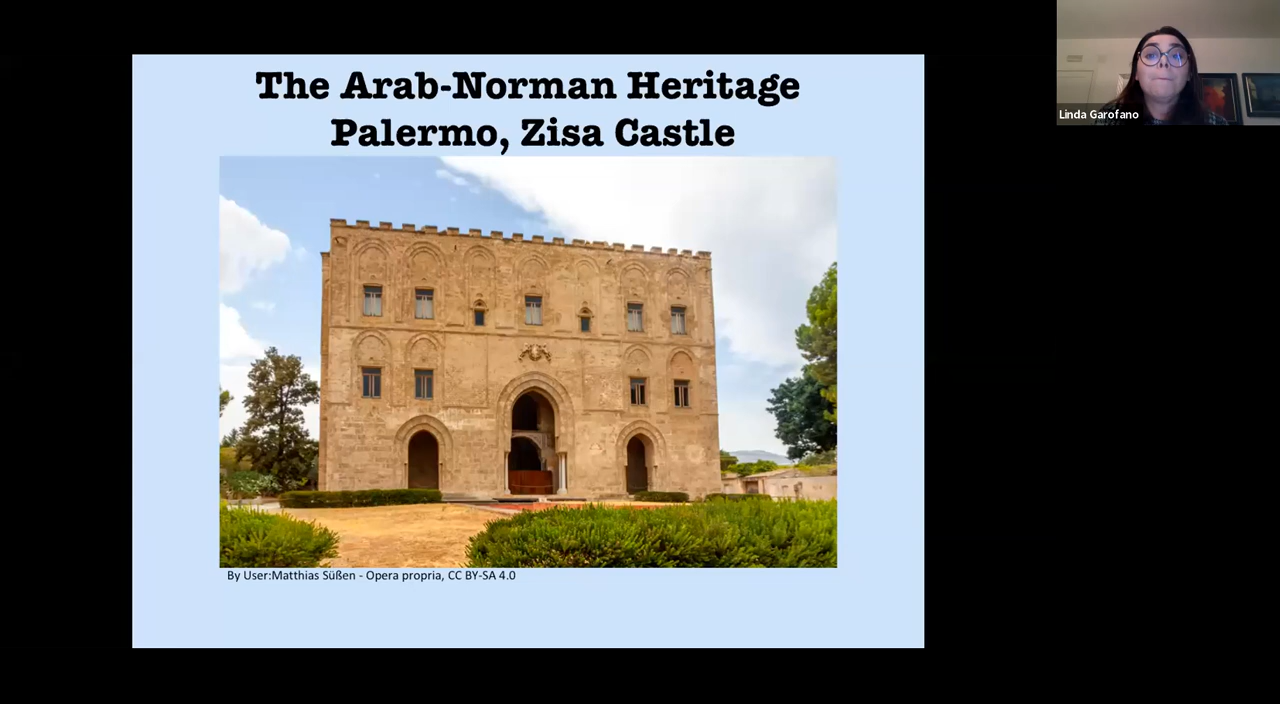 The Arab-Norman Heritage
Palermo, Zisa Castle
By User:Matthias Süßen - Opera propria, CC BY-SA 4.0
Linda Garofano